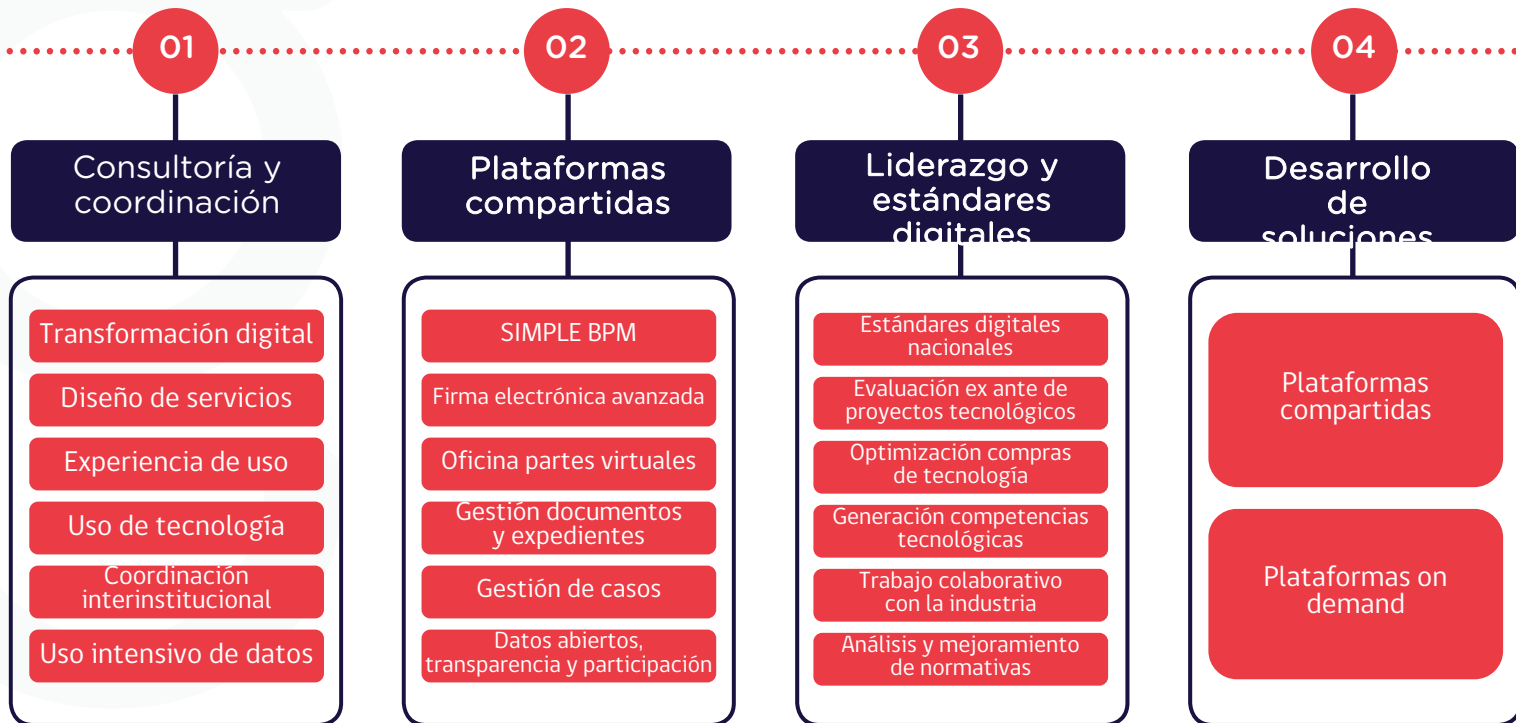 01
Consultoría y
coordinación
Transformación digital
Diseño de servicios
Experiencia de uso
Uso de tecnología
Coordinación
interinstitucional
Uso intensivo de datos
02
Plataformas
compartidas
SIMPLE BPM
Firma electrónica avanzada
Oficina partes virtuales
Gestión documentos
y expedientes
Gestión de casos
Datos abiertos,
transparencia y participación
03
Liderazgo y
estándares
digitales
Estándares digitales
nacionales
Evaluación ex ante de
proyectos tecnológicos
Optimización compras
de tecnología
Generación competencias
tecnológicas
Trabajo colaborativo
con la industria
Análisis y mejoramiento
de normativas
04
Desarrollo
de
soluciones
Plataformas
compartidas
Plataformas on
demand